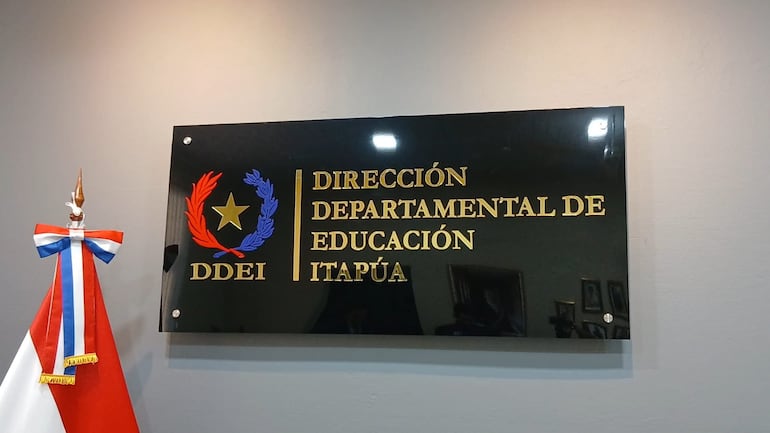 DIRECCIÓN
DEPARTAMENTAL DE
EDUCACIÓN
ITAPÚA
DDEI